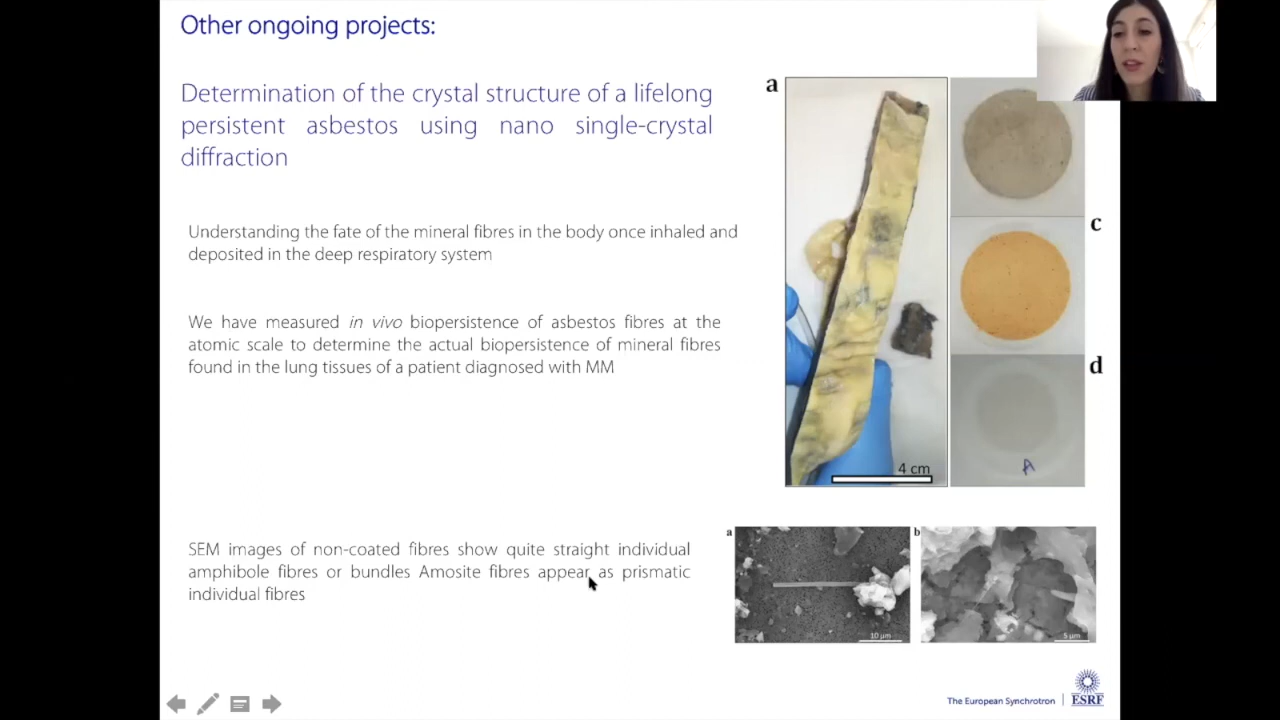 Other ongoing projects:
Determination of the crystal structure of a lifelong
persistent asbestos using nano single-crystal
diffraction
Understanding the fate of the mineral fibres in the body once inhaled and
deposited in the deep respiratory system
We have measured in vivo biopersistence of asbestos fibres at the
atomic scale to determine the actual biopersistence of mineral fibres
found in the lung tissues of a patient diagnosed with MM
SEM images of non-coated fibres show quite straight individual
amphibole fibres or bundles Amosite fibres appear as prismatic
individual fibres
a
c
d
4 cm
A
a
10 µm
b
5 µm
The European Synchrotron
ESRF